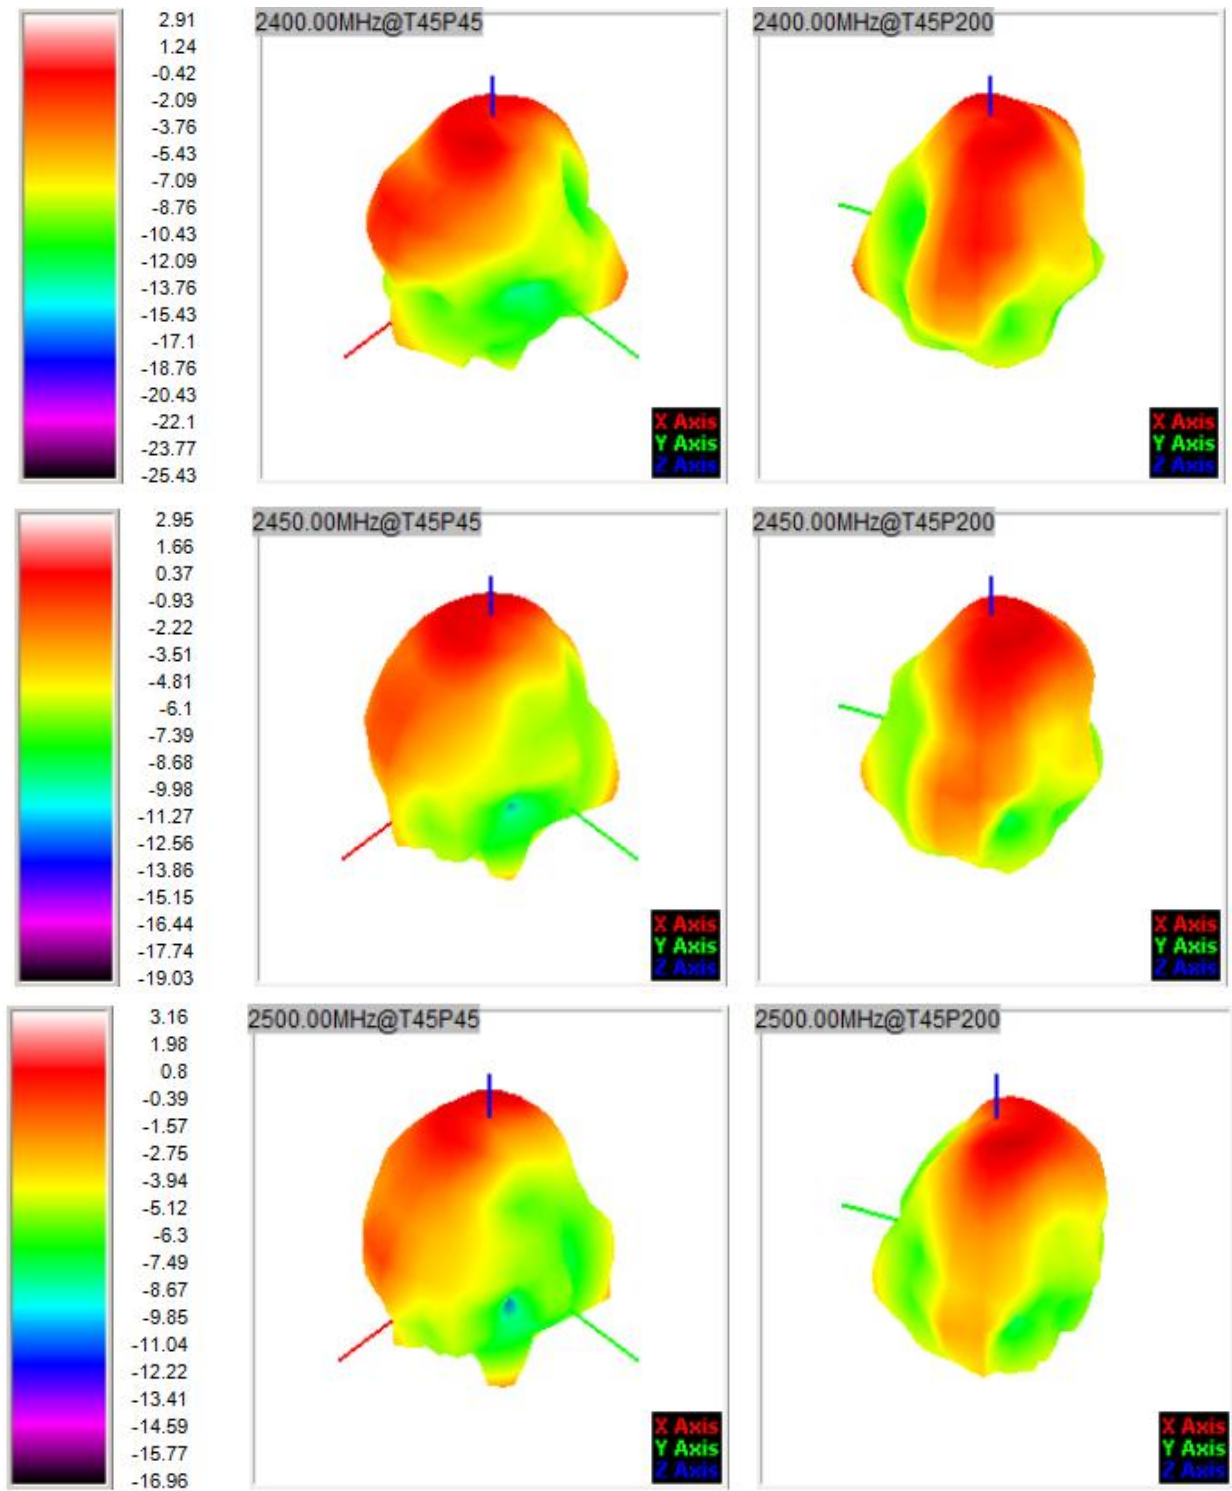 2.91
1.24
-0.42
-2.09
-3.76
-5.43
-7.09
-8.76
-10.43
-12.09
-13.76
-15.43
-17.1
-18.76
-20.43
-22.1
-23.77
-25.43
2400.00MHz@T45P45
X Axis
Y Axis
Z Axis
2400.00MHz@T45P200
X Axis
Y Axis
Z Axis
2.95
1.66
0.37
-0.93
-2.22
-3.51
-4.81
-6.1
-7.39
-8.68
-9.98
-11.27
-12.56
-13.86
-15.15
-16.44
-17.74
-19.03
2450.00MHz@T45P45
X Axis
Y Axis
Z Axis
2450.00MHz@T45P200
X Axis
Y Axis
Z Axis
3.16
1.98
0.8
-0.39
-1.57
-2.75
-3.94
-5.12
-6.3
-7.49
-8.67
-9.85
-11.04
-12.22
-13.41
-14.59
-15.77
-16.96
2500.00MHz@T45P45
X Axis
Y Axis
Z Axis
2500.00MHz@T45P200
X Axis
Y Axis
Z Axis